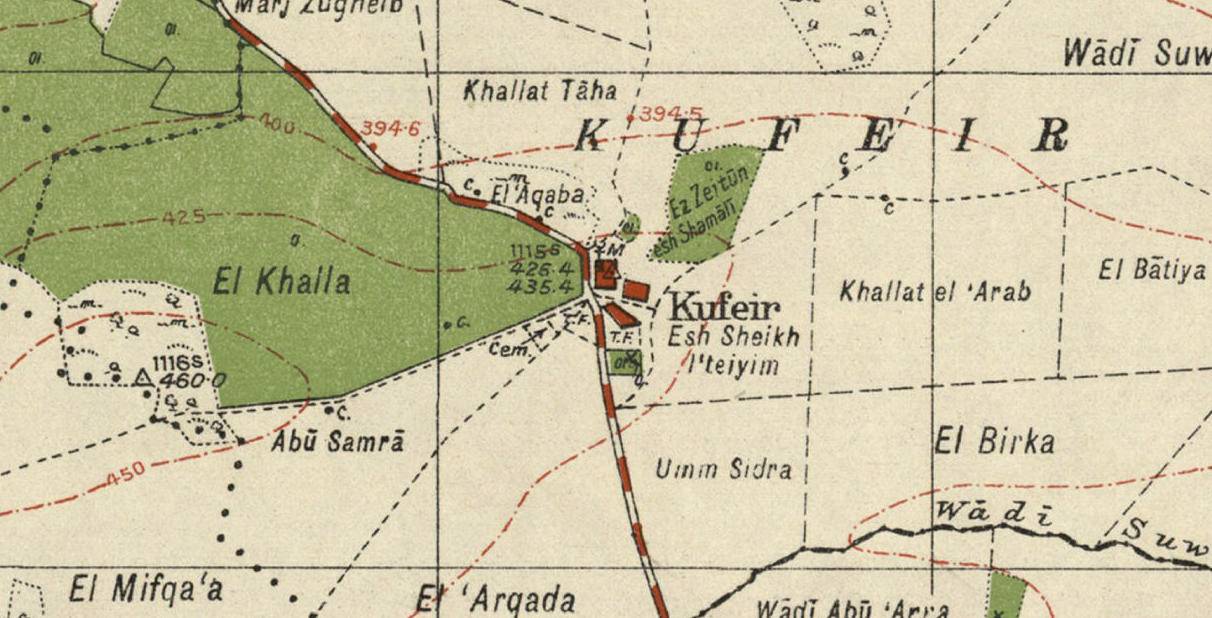 Marj Zugheib
Wādī Suw
Khallat Tāha
394·5
394·6
400
KUFEIR
c
C.
El 'Aqaba
m
c
ol.
Ez Zeitūn
esh Shamālī
c
425
M
1115S
426.4
435.4
El Khalla
El Bātiya
Khallat el 'Arab
Kufeir
Esh Sheikh
I'teiyim
T.F.
Cem.
1116S
460·0
C.
Abū Samrā
El Birka
Umm Sidra
450
Wādī Suw
El Mifqa'a
El 'Arqada
Wādī Abū 'Arra